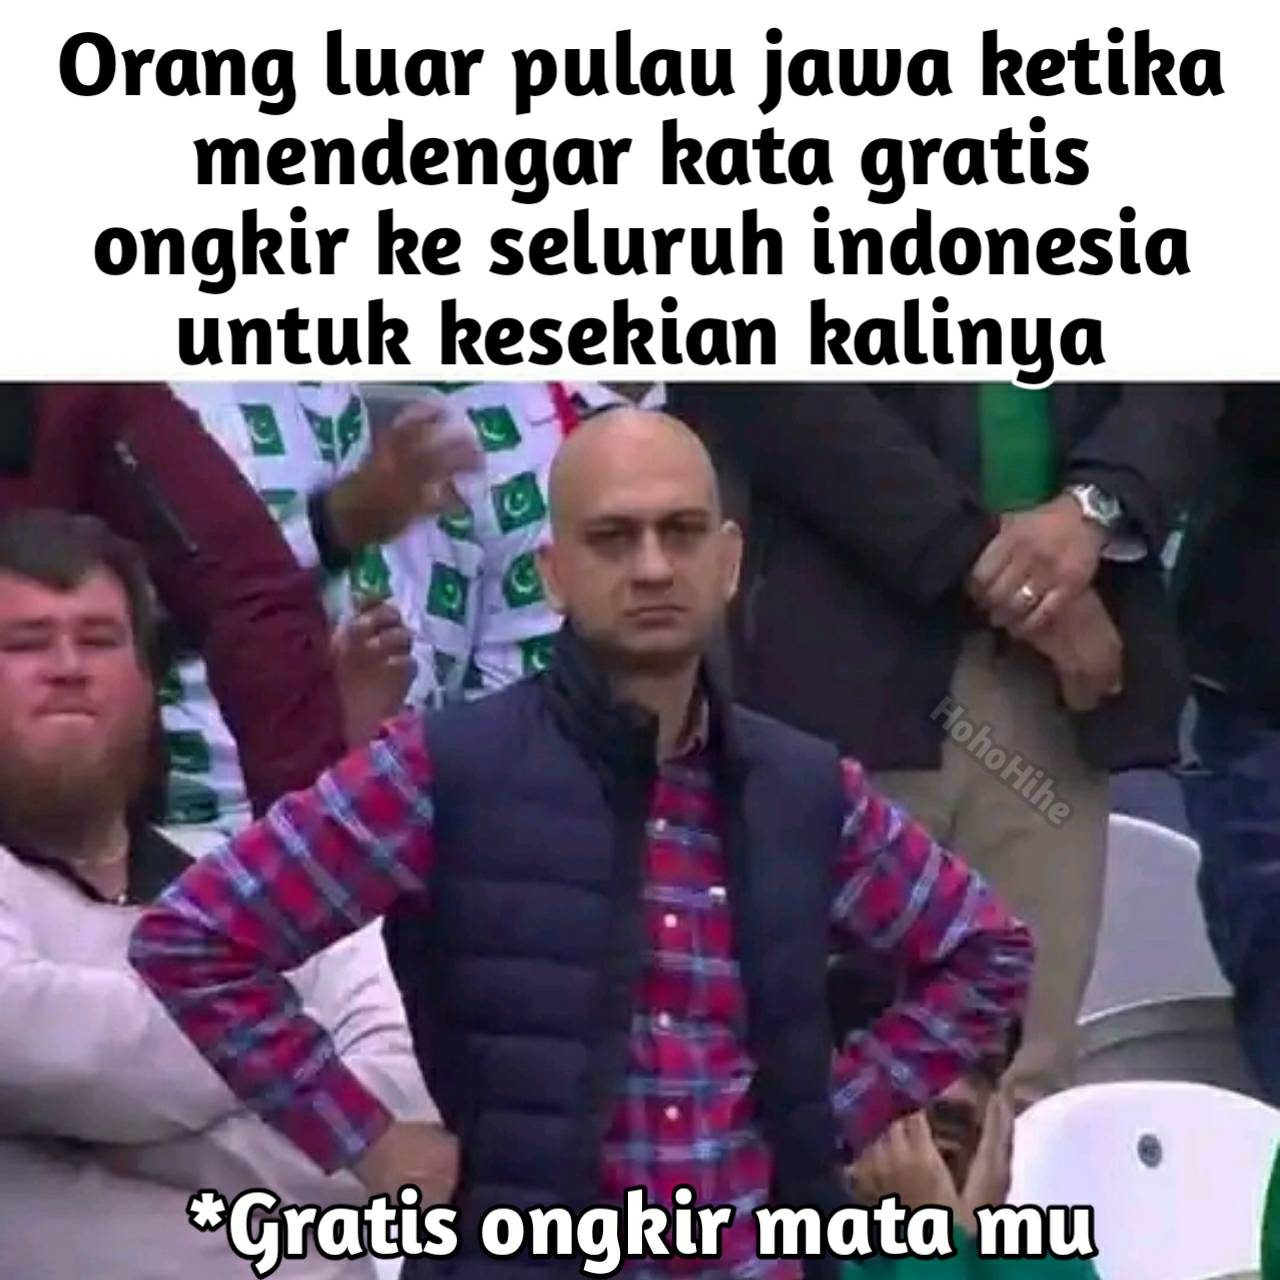 Orang luar pulau jawa ketika
mendengar kata gratis
ongkir ke seluruh indonesia
untuk kesekian kalinya
HohoHihe
*Gratis ongkir mata mu